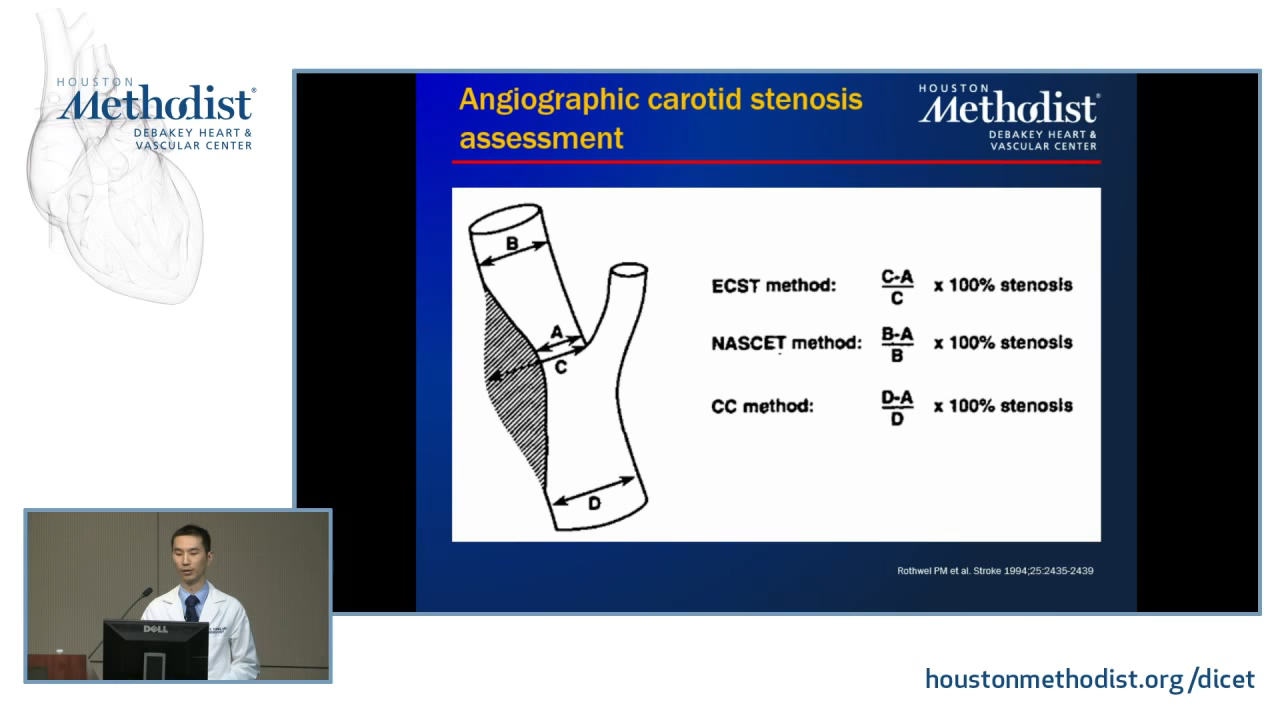 HOUSTON
Methodist®
DEBAKEY HEART &
VASCULAR CENTER
Angiographic carotid stenosis
assessment
HOUSTON
Methodist®
DEBAKEY HEART &
VASCULAR CENTER
B
A
C
D
ECST method: C-A / C x 100% stenosis
NASCET method: B-A / B x 100% stenosis
CC method: D-A / D x 100% stenosis
Rothwel PM et al. Stroke 1994;25:2435-2439
DELL
houstonmethodist.org/dicet